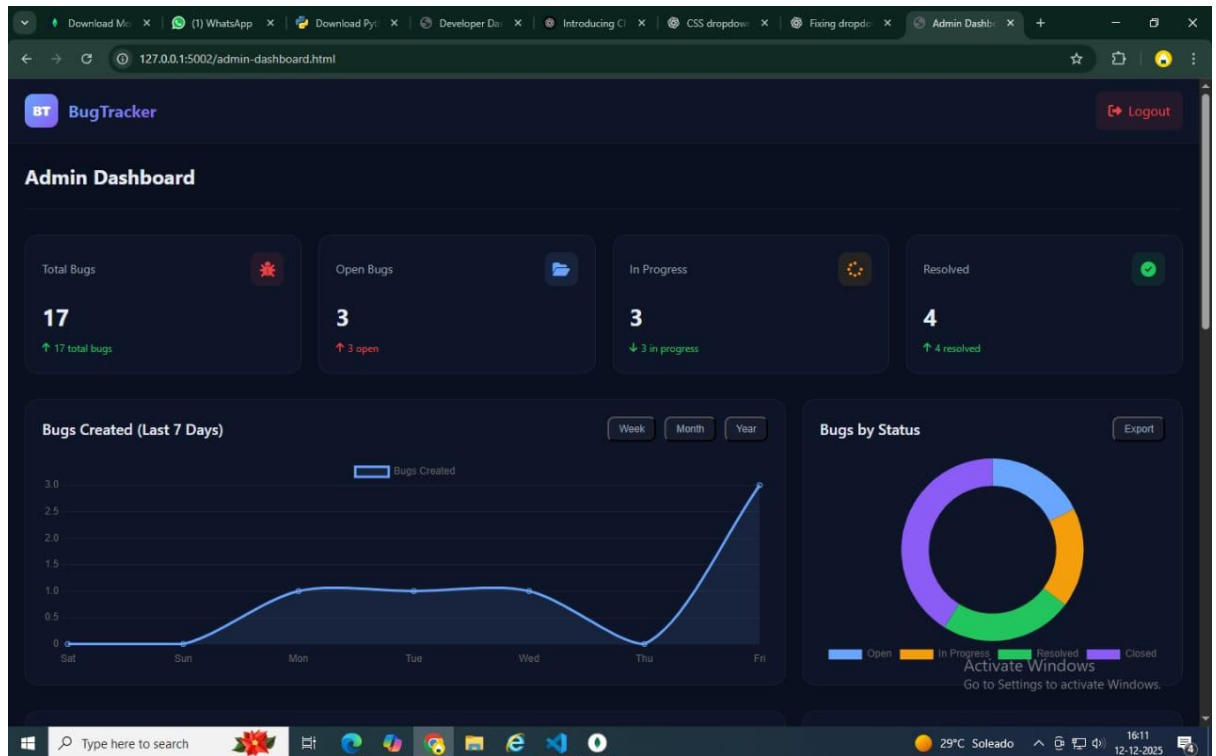 Download Mo
(1) WhatsApp
Download Pyt
Developer Da
Introducing C
CSS dropdow
Fixing dropdo
Admin Dashb
127.0.0.1:5002/admin-dashboard.html
BT BugTracker
Logout
Admin Dashboard
Total Bugs
17
↑ 17 total bugs
Open Bugs
3
↑ 3 open
In Progress
3
↓ 3 in progress
Resolved
4
↑ 4 resolved
Bugs Created (Last 7 Days)
Week Month Year
Bugs Created
3.0
2.5
2.0
1.5
1.0
0.5
0
Sat Sun Mon Tue Wed Thu Fri
Bugs by Status
Export
Open In Progress Resolved Closed
Activate Windows
Go to Settings to activate Windows.
Type here to search
29°C Soleado
16:11
12-12-2025
4